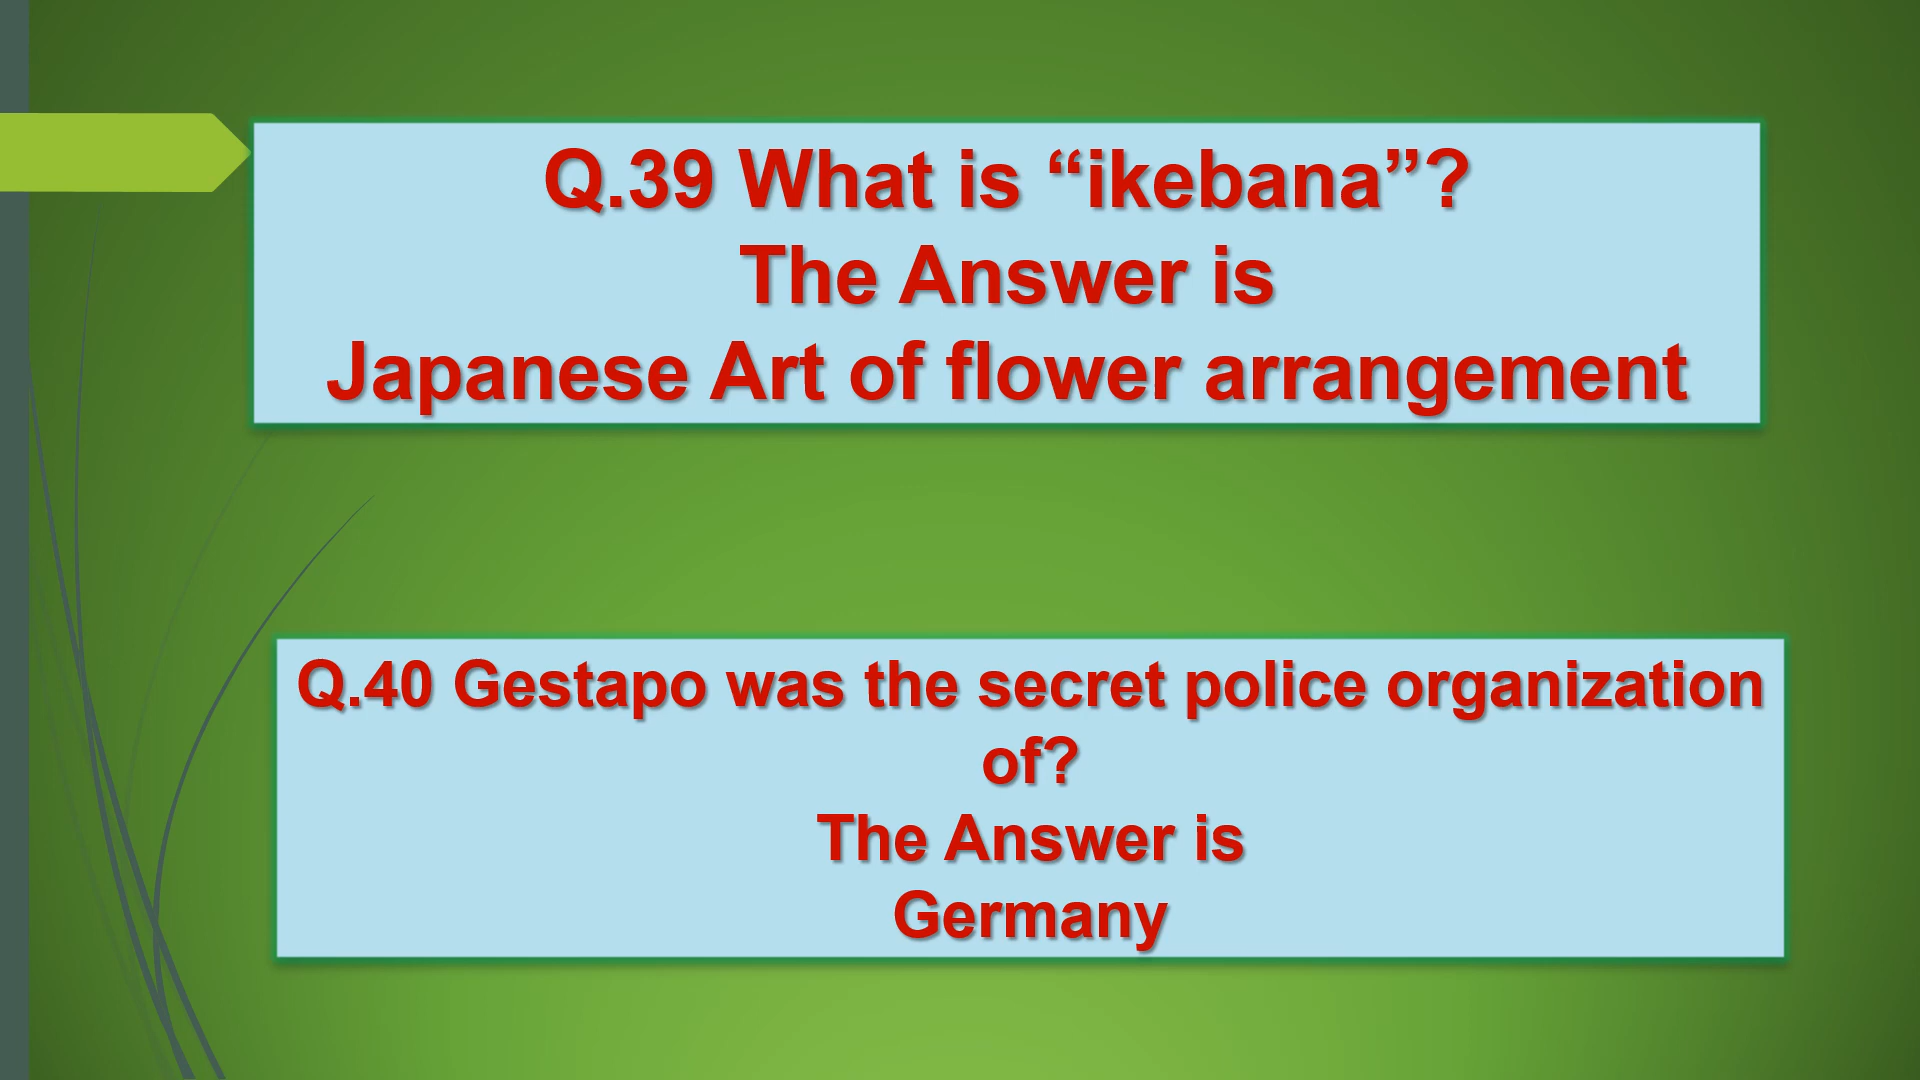 Q.39 What is “ikebana”?
The Answer is
Japanese Art of flower arrangement
Q.40 Gestapo was the secret police organization
of?
The Answer is
Germany